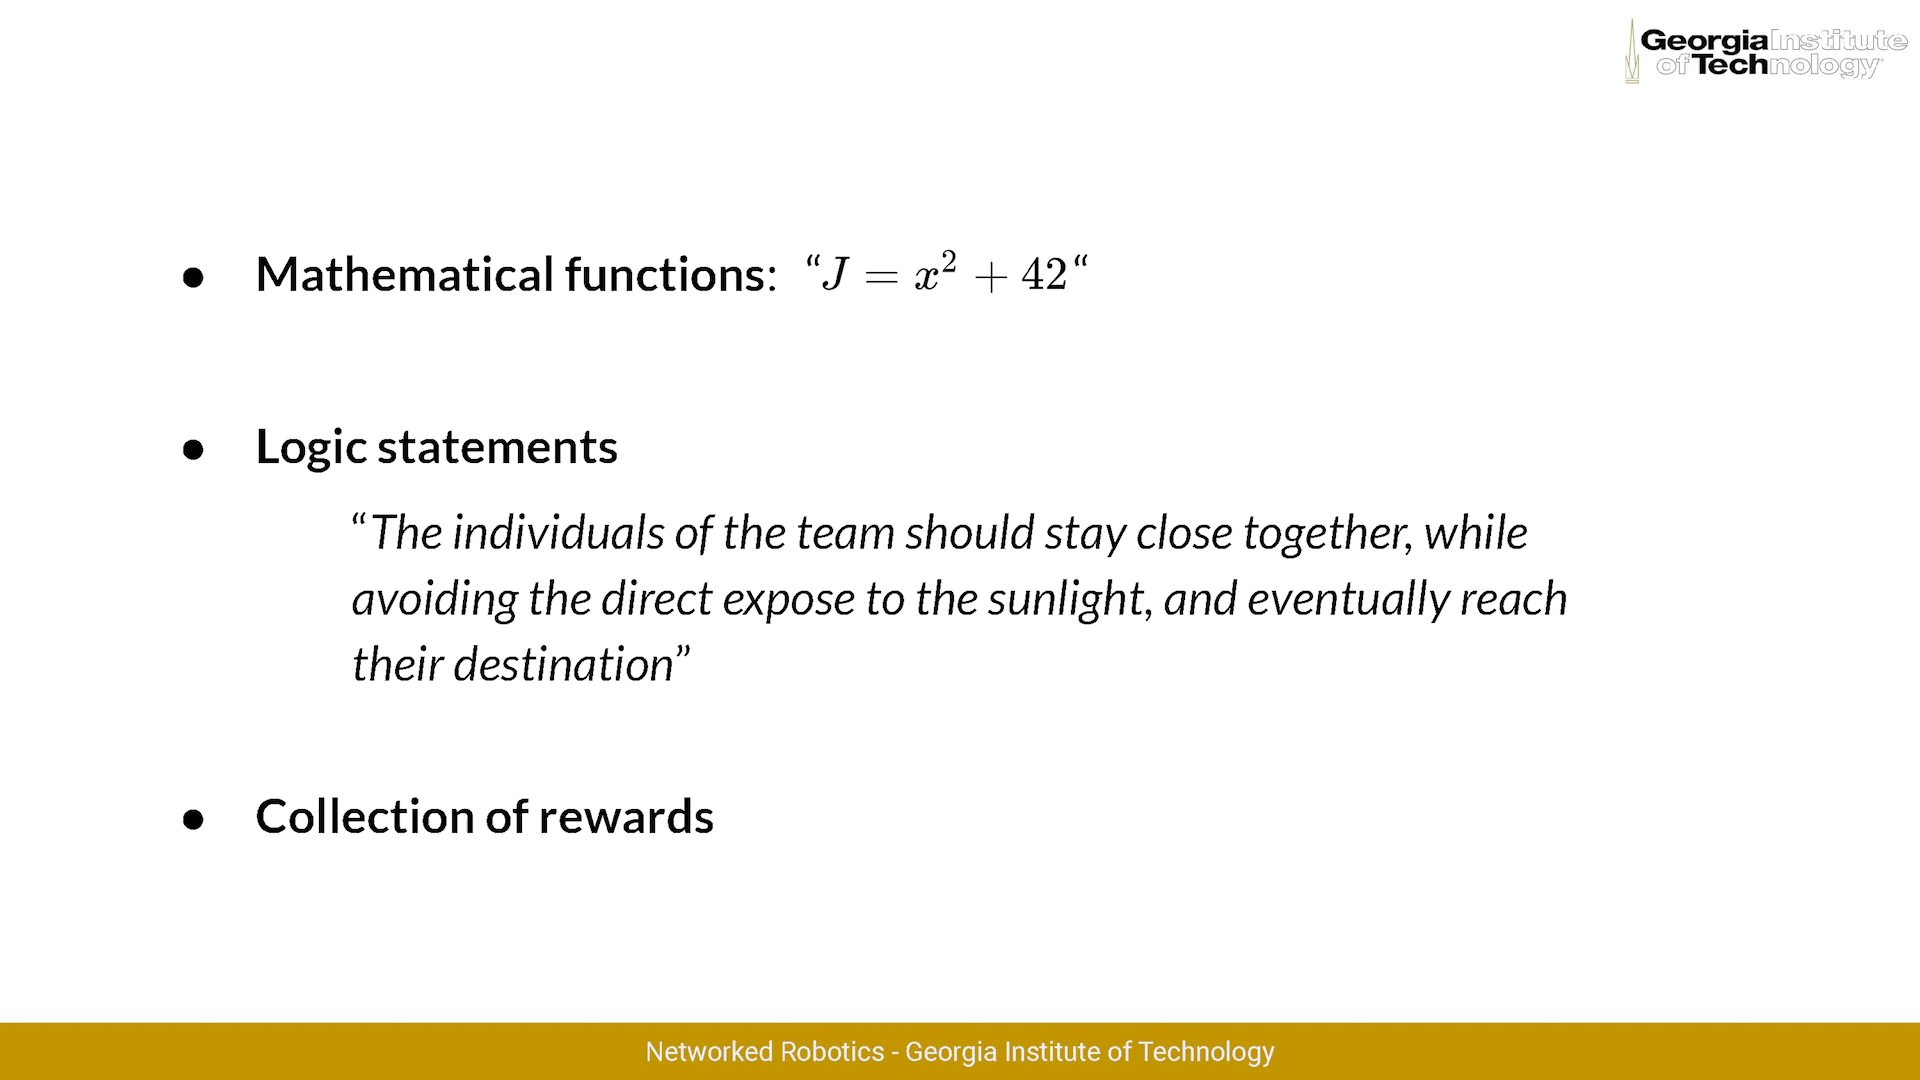 Georgia Institute
of Technology
● Mathematical functions: “J = x² + 42“
● Logic statements
“The individuals of the team should stay close together, while
avoiding the direct expose to the sunlight, and eventually reach
their destination”
● Collection of rewards
Networked Robotics - Georgia Institute of Technology